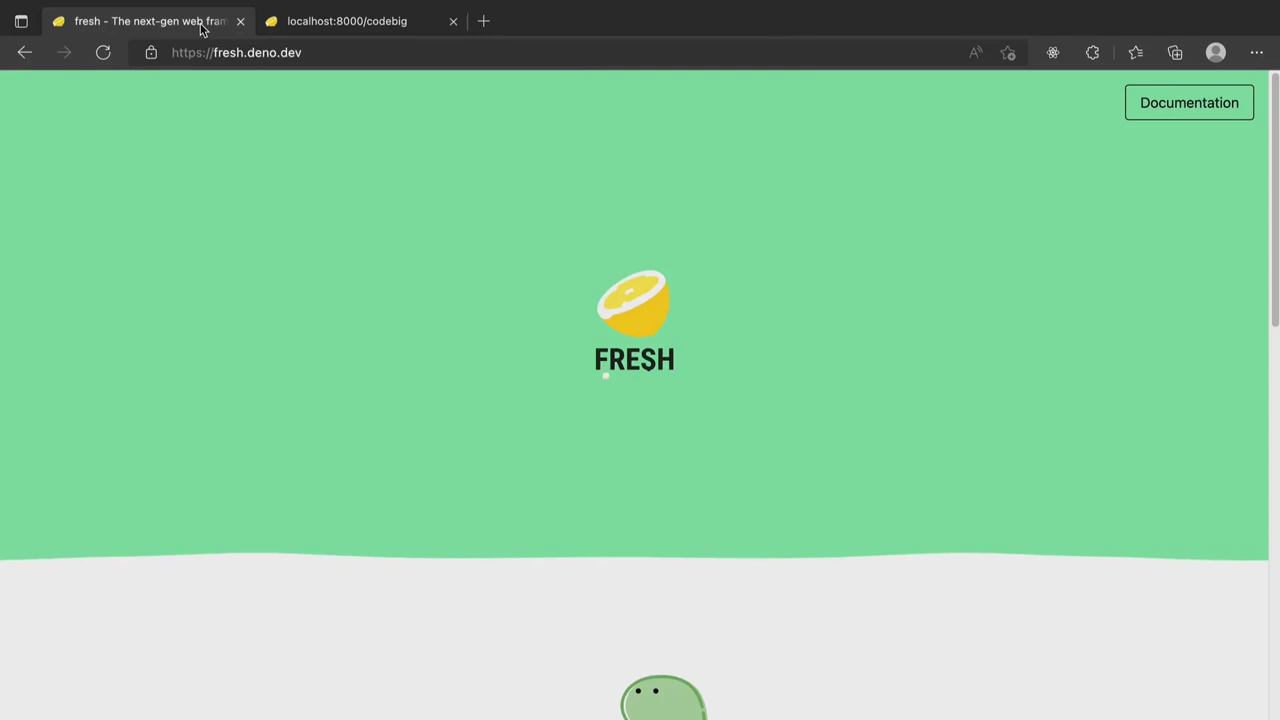 fresh - The next-gen web fram
localhost:8000/codebig
https://fresh.deno.dev
Documentation
FRESH